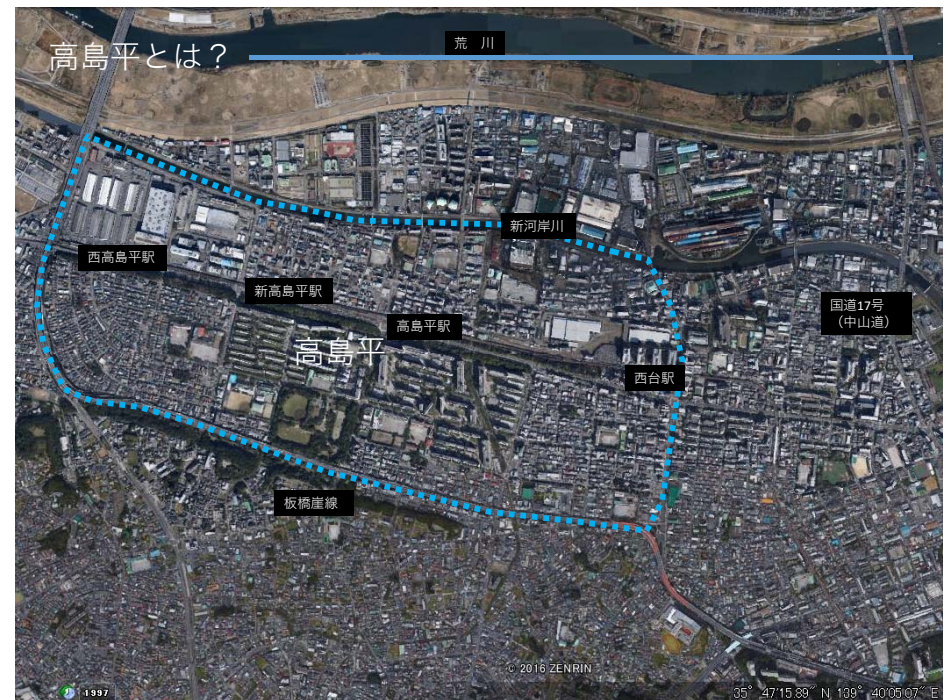 高島平とは？
荒　川
新河岸川
西高島平駅
新高島平駅
国道17号
（中山道）
高島平駅
高島平
西台駅
板橋崖線
© 2016 ZENRIN
1997
35° 47'15.89" N 139° 40'05.07" E